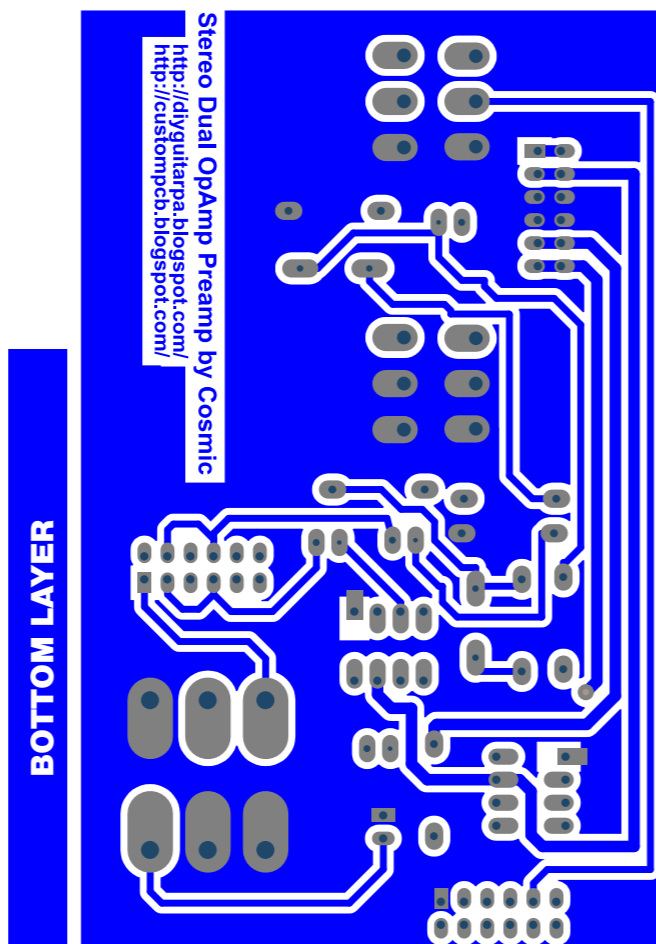 Stereo Dual OpAmp Preamp by Cosmic
http://diyguitarpa.blogspot.com/
http://custompcb.blogspot.com/
BOTTOM LAYER